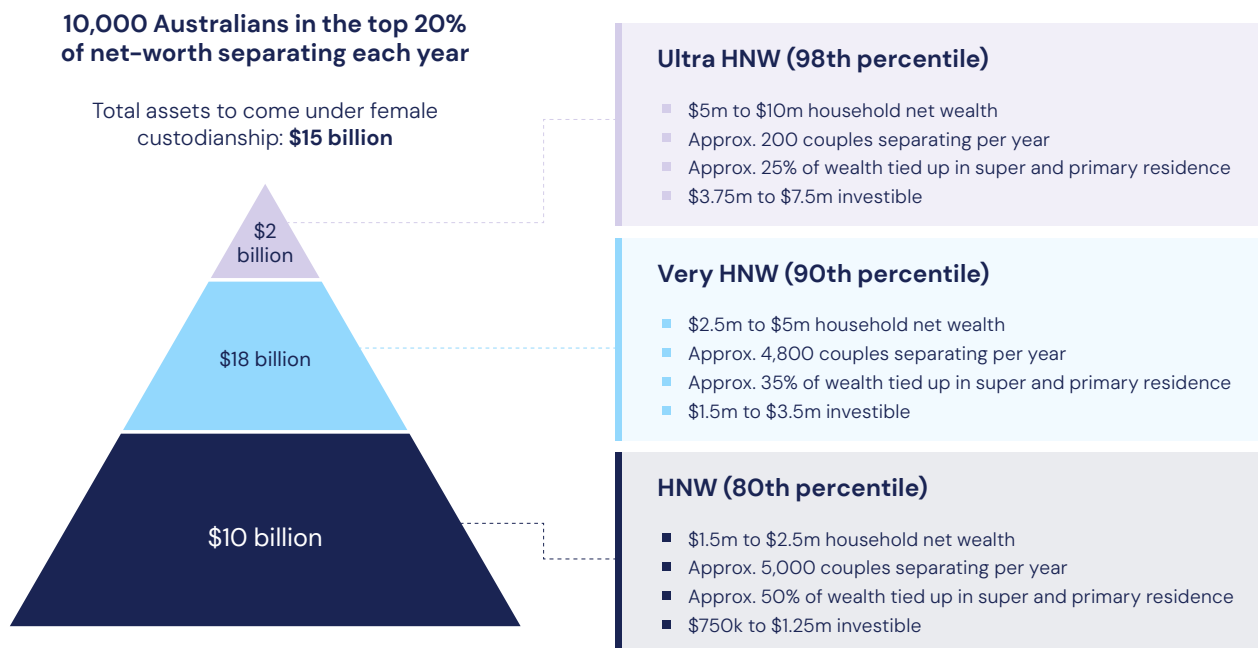 10,000 Australians in the top 20%
of net-worth separating each year
Total assets to come under female
custodianship: $15 billion
$2
billion
$18 billion
$10 billion
Ultra HNW (98th percentile)
$5m to $10m household net wealth
Approx. 200 couples separating per year
Approx. 25% of wealth tied up in super and primary residence
$3.75m to $7.5m investible
Very HNW (90th percentile)
$2.5m to $5m household net wealth
Approx. 4,800 couples separating per year
Approx. 35% of wealth tied up in super and primary residence
$1.5m to $3.5m investible
HNW (80th percentile)
$1.5m to $2.5m household net wealth
Approx. 5,000 couples separating per year
Approx. 50% of wealth tied up in super and primary residence
$750k to $1.25m investible